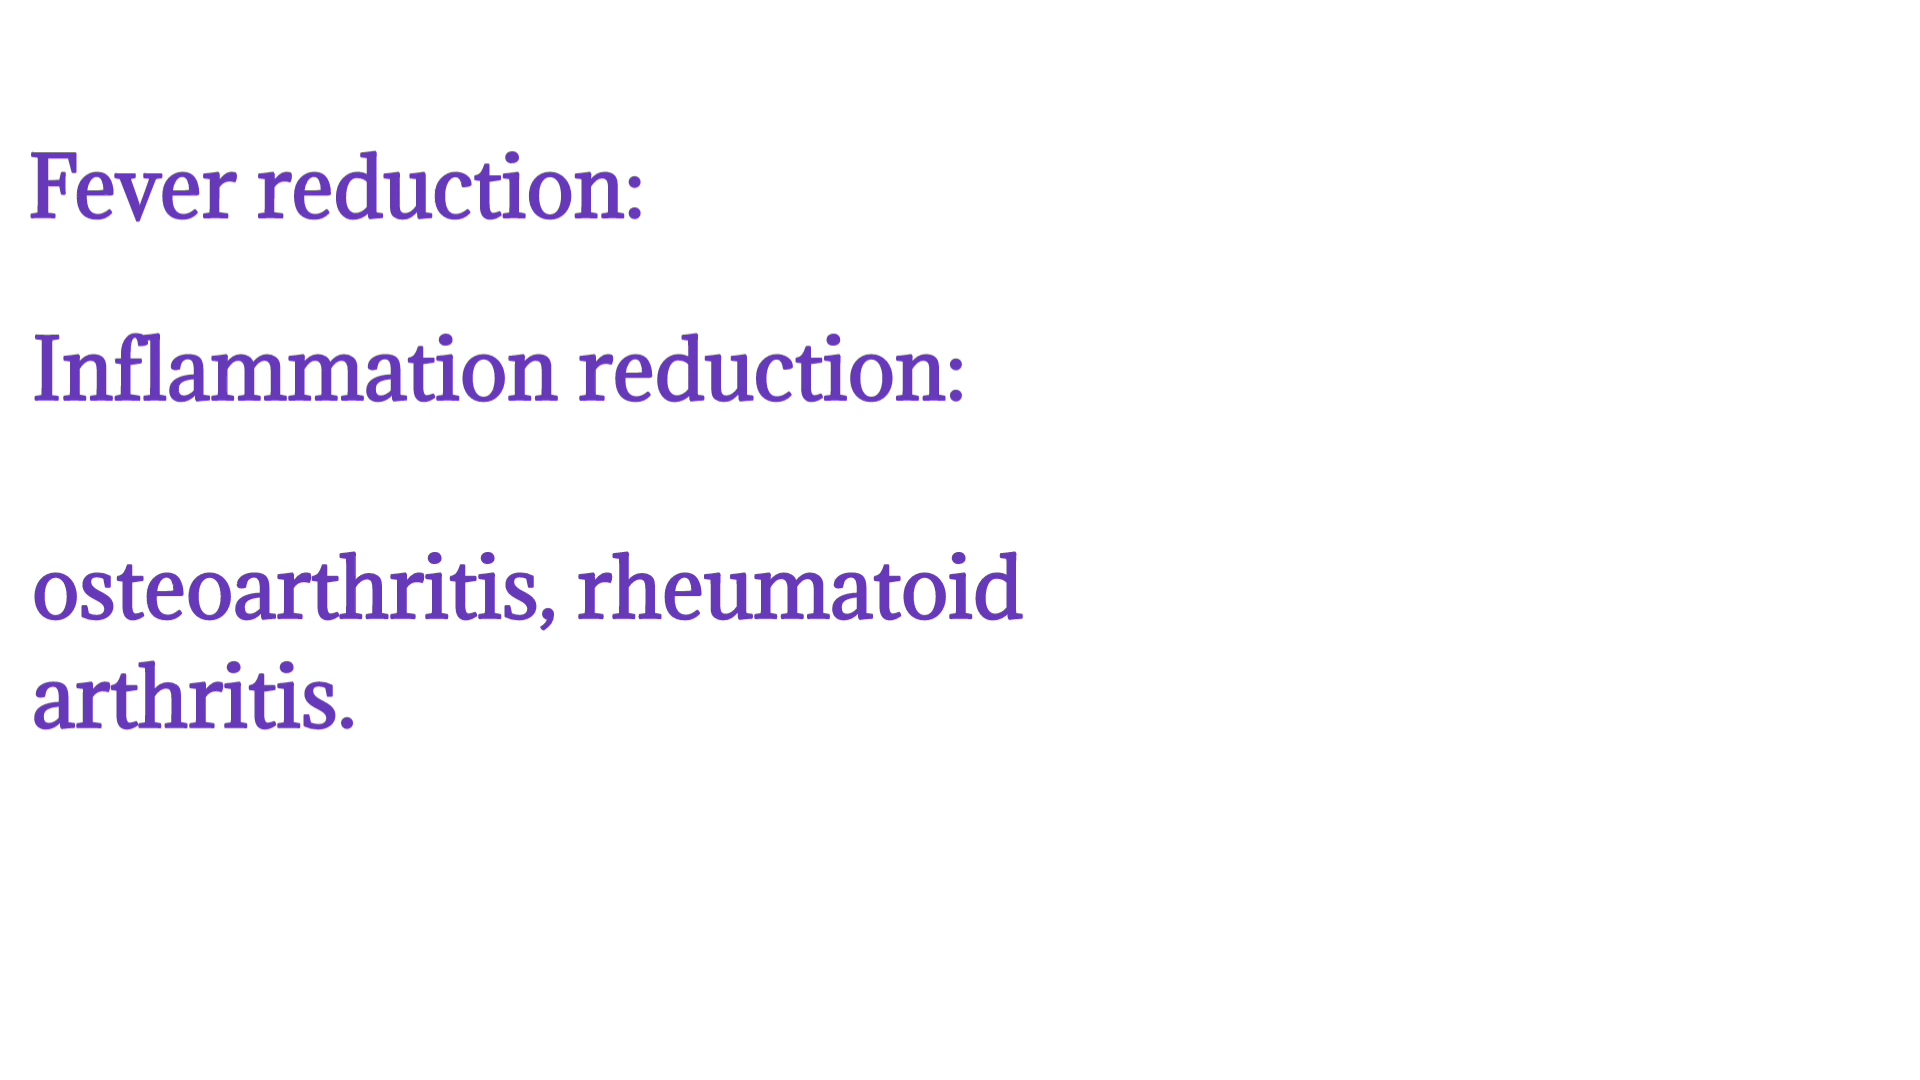 Fever reduction:
Inflammation reduction:
osteoarthritis, rheumatoid
arthritis.